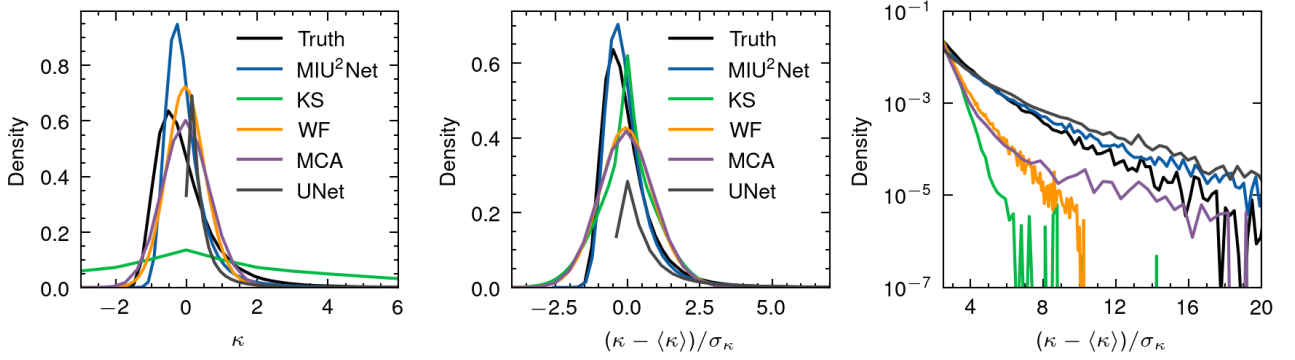 Density
0.8
0.6
0.4
0.2
0.0
−2 0 2 4 6
κ
Truth
MIU²Net
KS
WF
MCA
UNet
Density
0.6
0.4
0.2
0.0
−2.5 0.0 2.5 5.0
(κ − ⟨κ⟩)/σκ
Truth
MIU²Net
KS
WF
MCA
UNet
Density
10⁻¹
10⁻³
10⁻⁵
10⁻⁷
4 8 12 16 20
(κ − ⟨κ⟩)/σκ